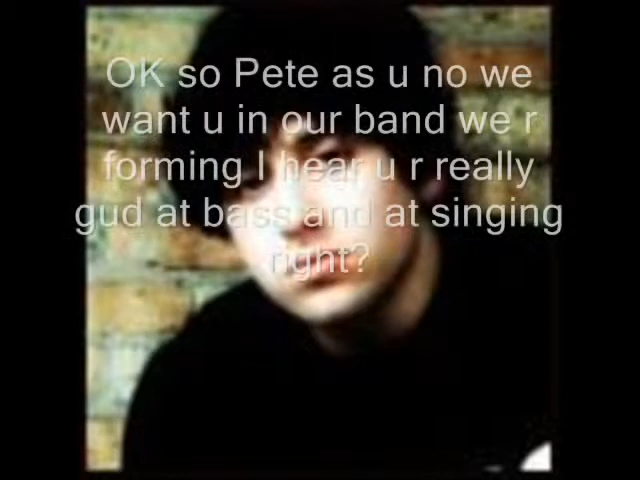 OK so Pete as u no we
want u in our band we r
forming I hear u r really
gud at bass and at singing
right?